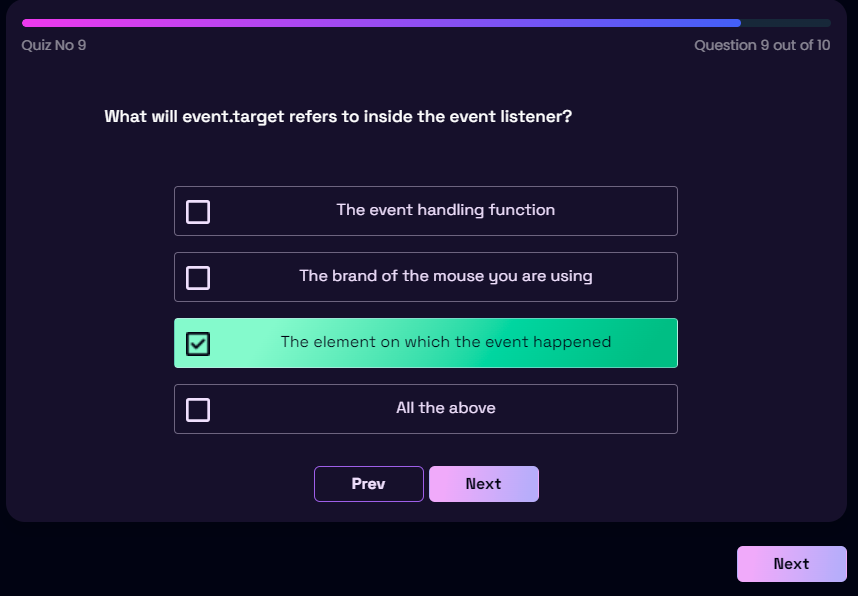 Quiz No 9
Question 9 out of 10
What will event.target refers to inside the event listener?
The event handling function
The brand of the mouse you are using
The element on which the event happened
All the above
Prev
Next
Next